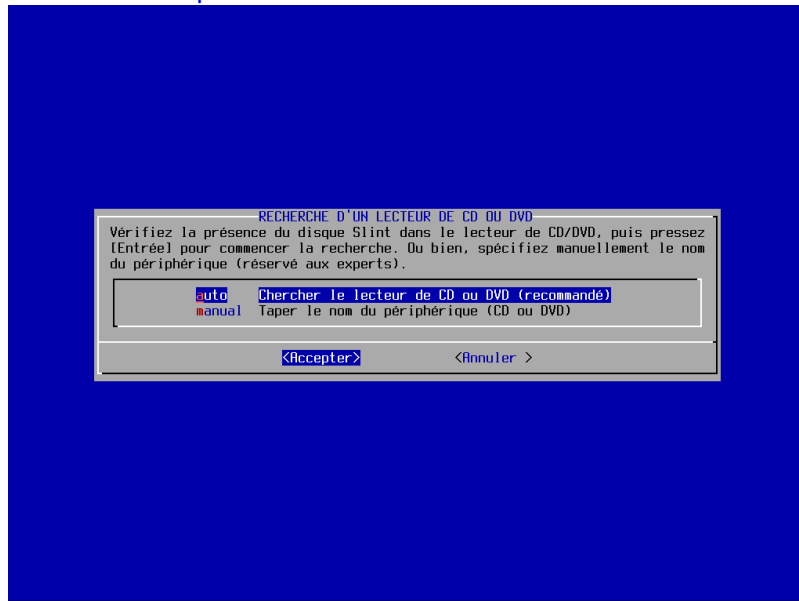 RECHERCHE D'UN LECTEUR DE CD OU DVD
Vérifiez la présence du disque Slint dans le lecteur de CD/DVD, puis pressez
[Entrée] pour commencer la recherche. Ou bien, spécifiez manuellement le nom
du périphérique (réservé aux experts).
auto Chercher le lecteur de CD ou DVD (recommandé)
manual Taper le nom du périphérique (CD ou DVD)
<Accepter> <Annuler >